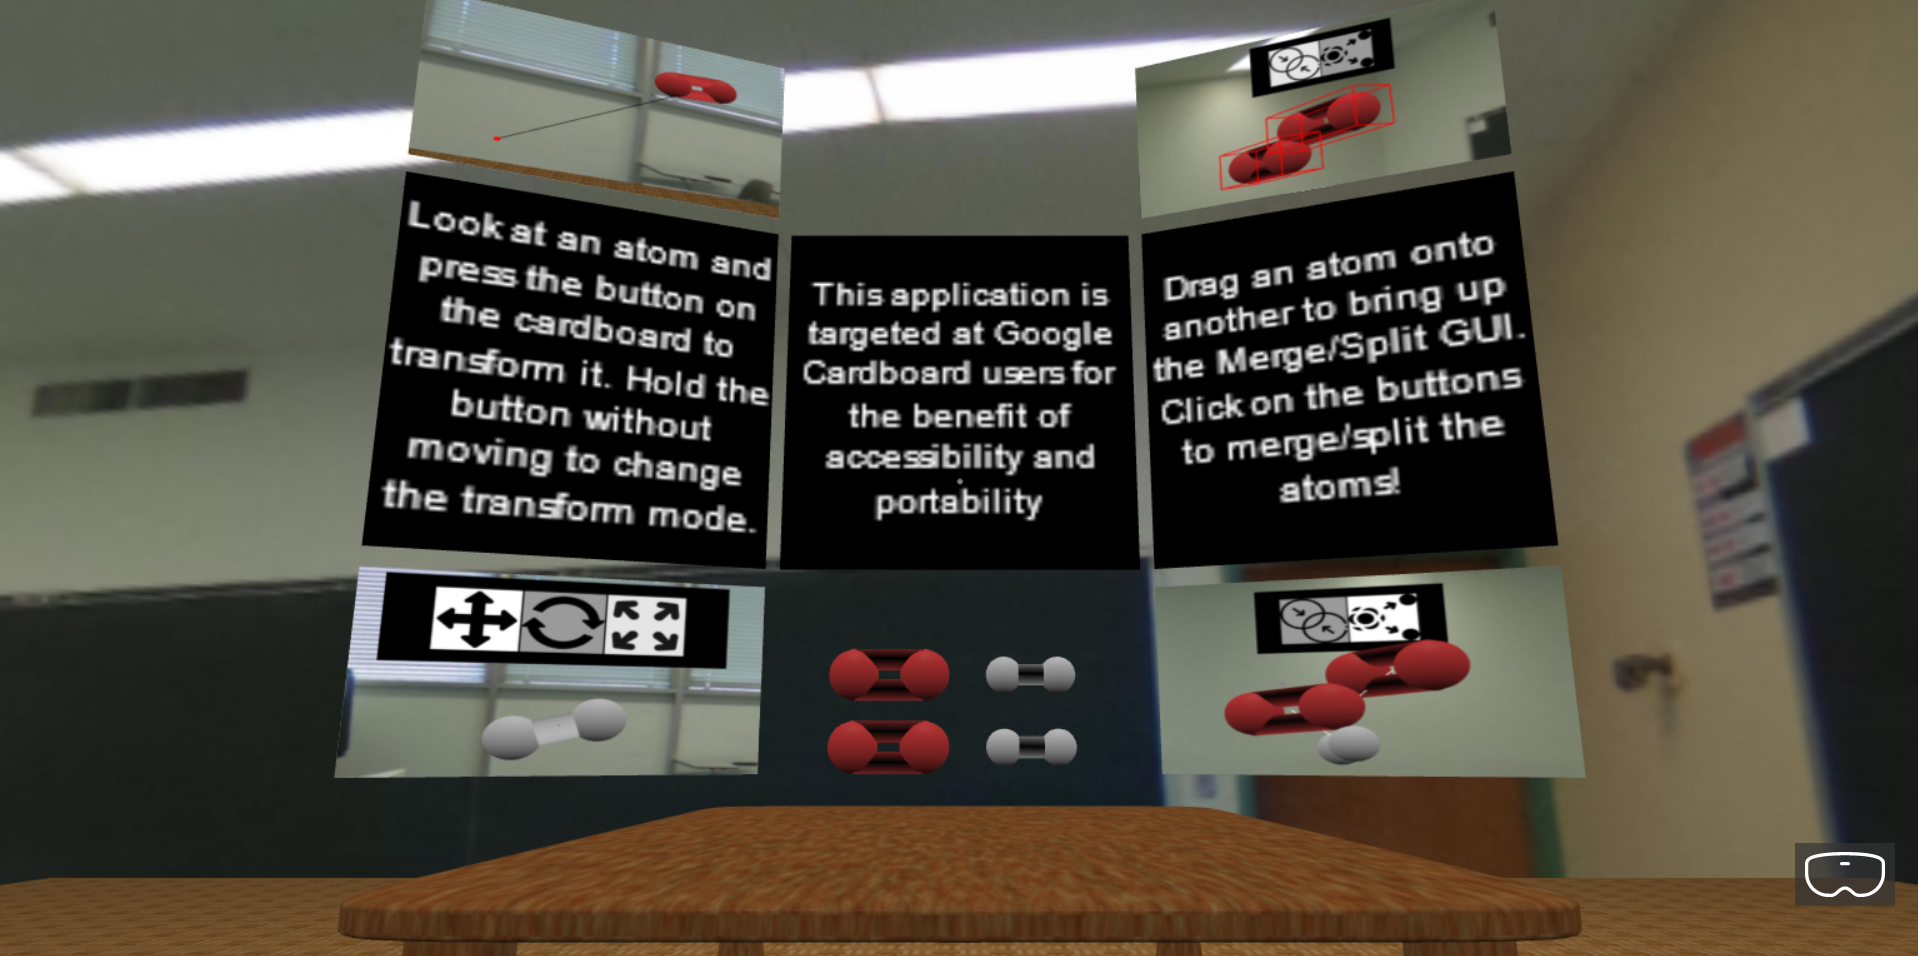 Look at an atom and
press the button on
the cardboard to
transform it. Hold the
button without
moving to change
the transform mode.
This application is
targeted at Google
Cardboard users for
the benefit of
accessibility and
portability
Drag an atom onto
another to bring up
the Merge/Split GUI.
Click on the buttons
to merge/split the
atoms!